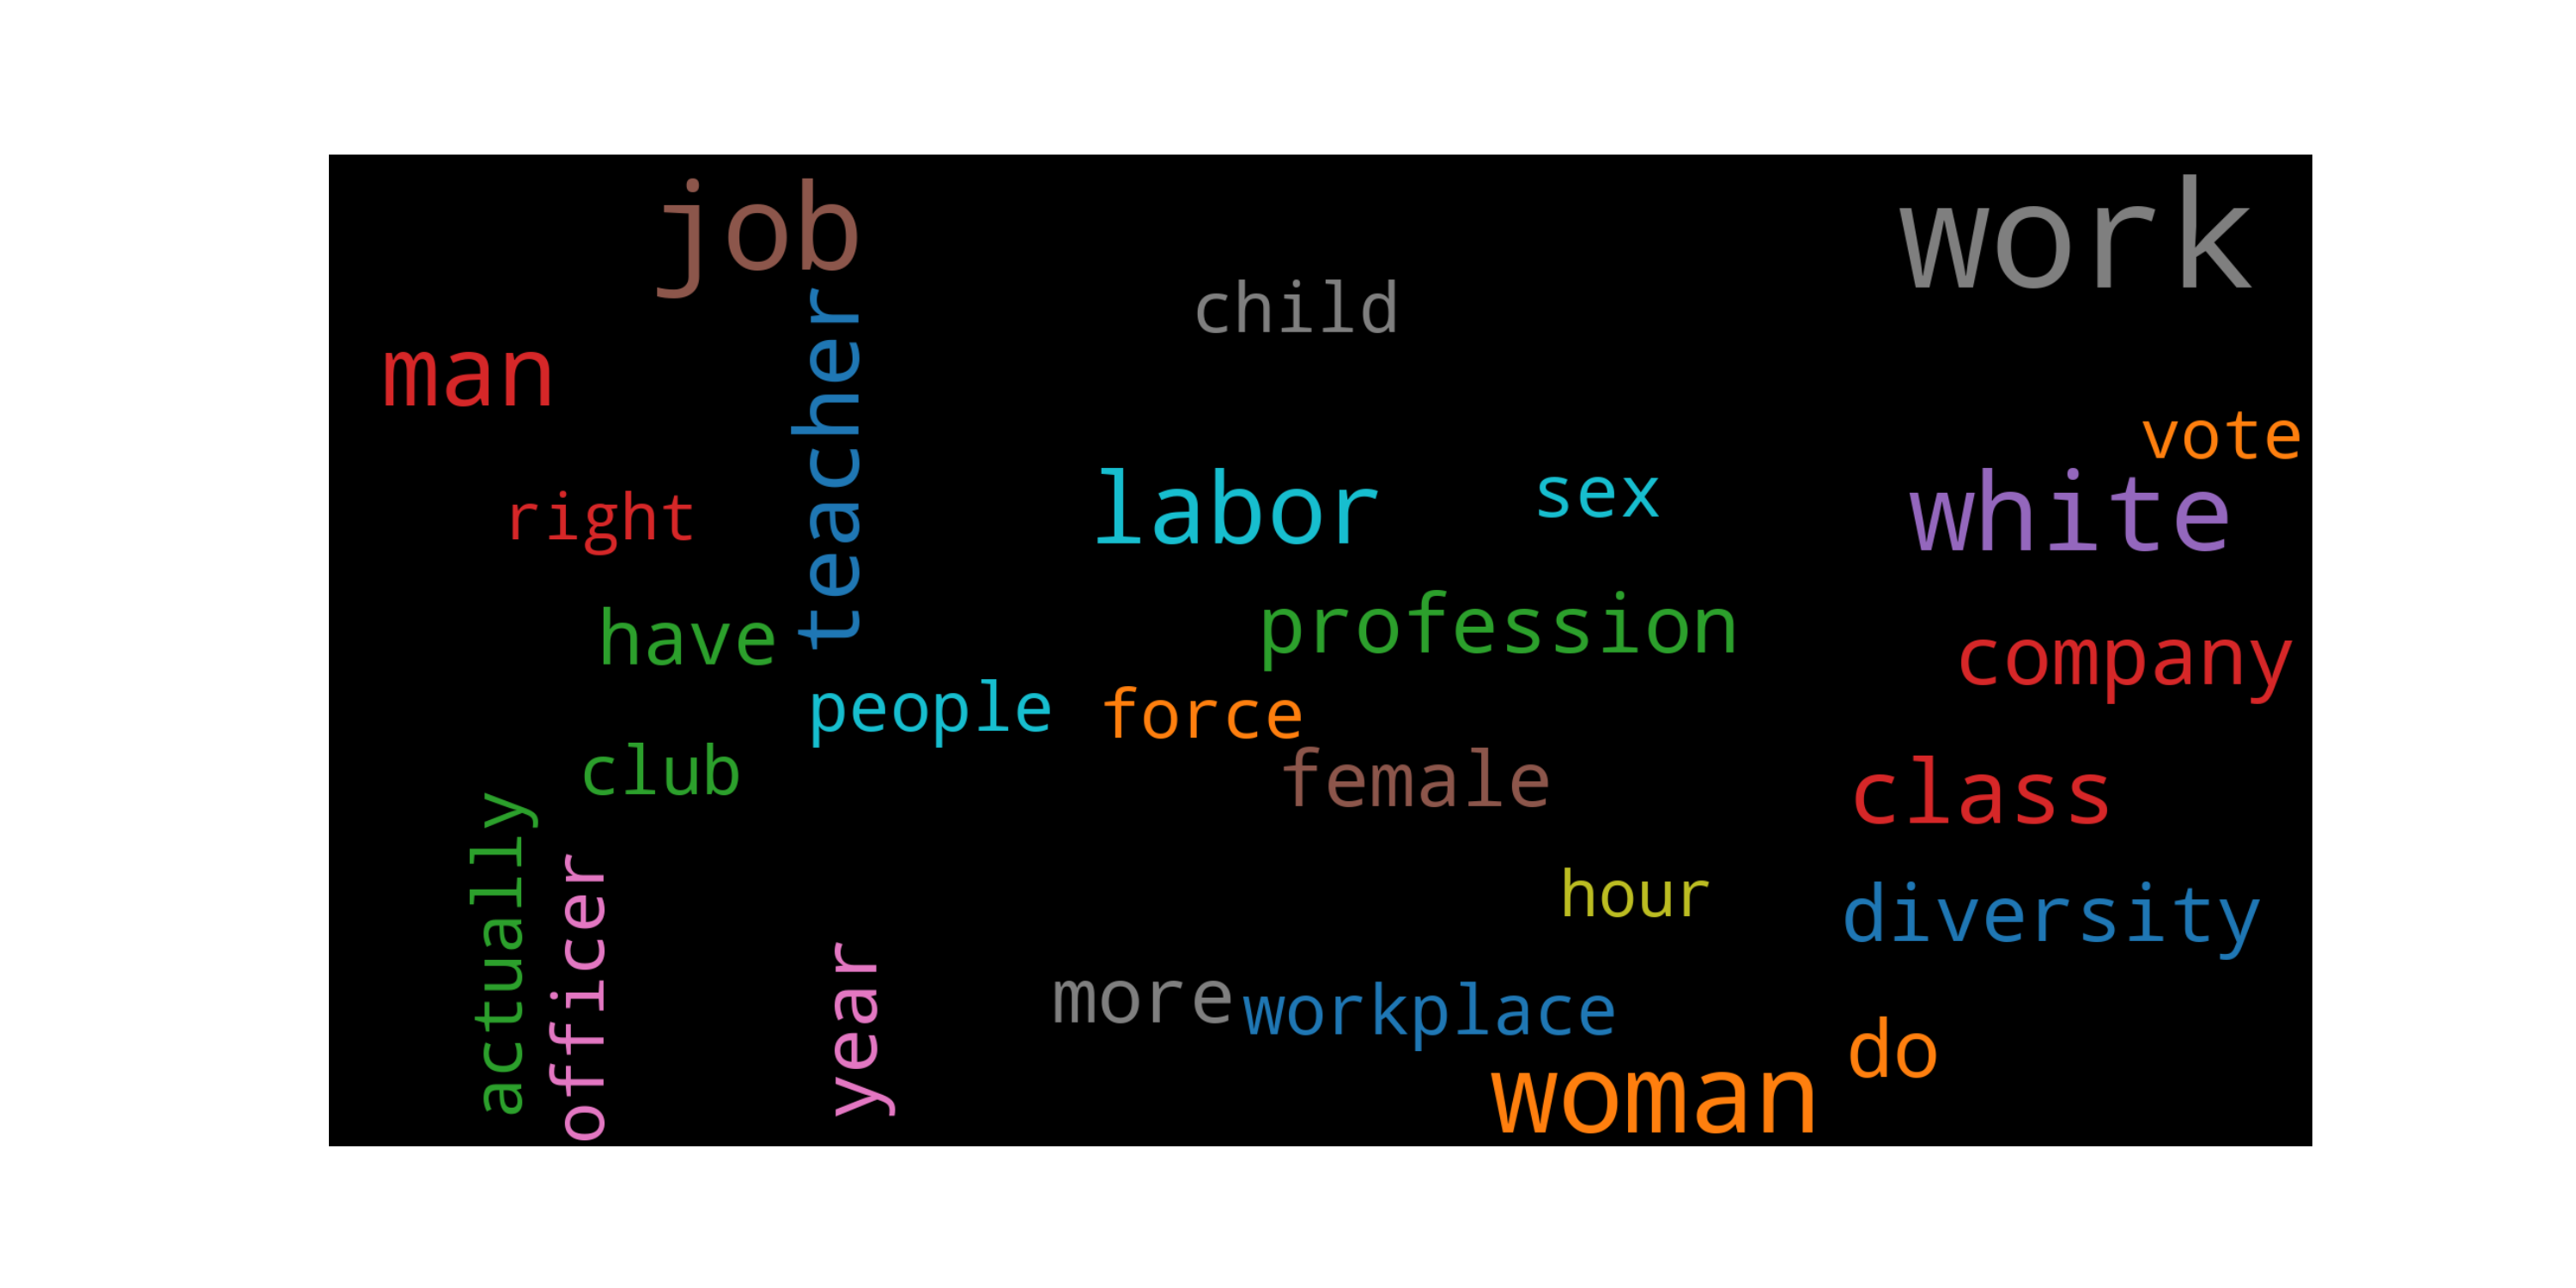 job
work
child
man
teacher
vote
labor
sex
white
right
profession
have
company
people
force
club
female
class
actually
officer
hour
diversity
year
more
workplace
do
woman